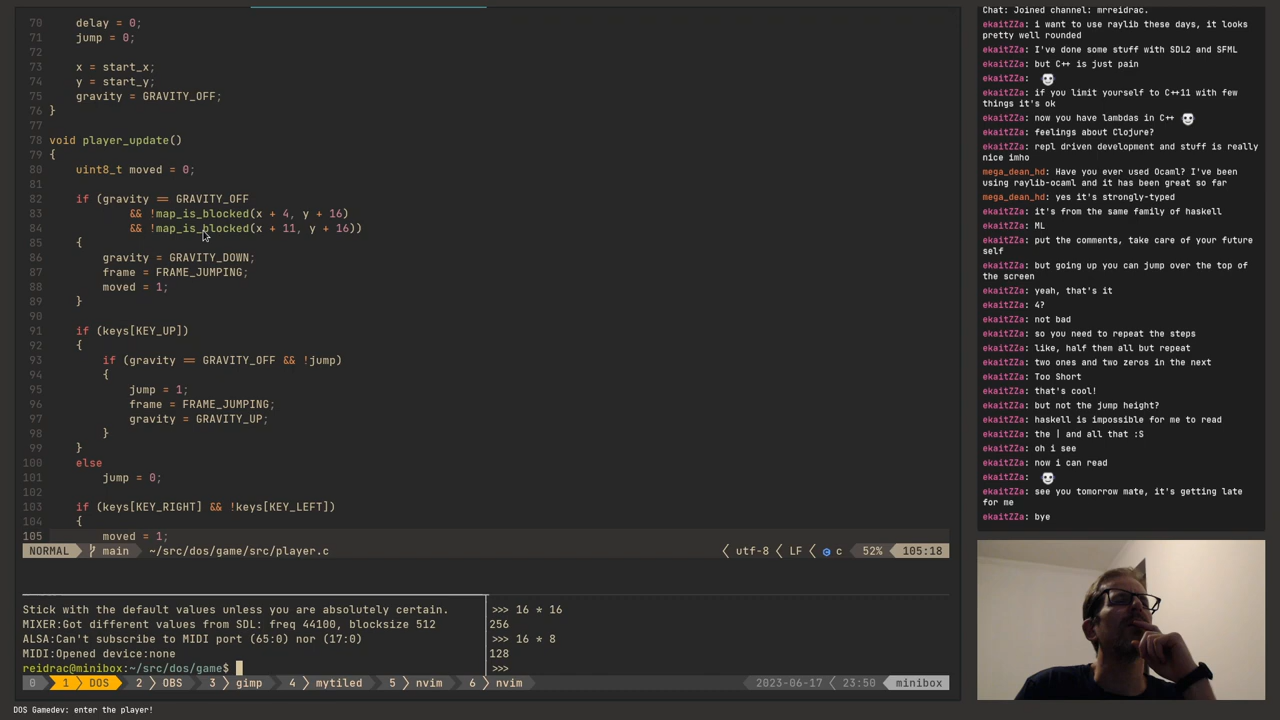 70 delay = 0;
71 jump = 0;
72
73 x = start_x;
74 y = start_y;
75 gravity = GRAVITY_OFF;
76 }
77
78 void player_update()
79 {
80 uint8_t moved = 0;
81
82 if (gravity == GRAVITY_OFF
83 && !map_is_blocked(x + 4, y + 16)
84 && !map_is_blocked(x + 11, y + 16))
85 {
86 gravity = GRAVITY_DOWN;
87 frame = FRAME_JUMPING;
88 moved = 1;
89 }
90
91 if (keys[KEY_UP])
92 {
93 if (gravity == GRAVITY_OFF && !jump)
94 {
95 jump = 1;
96 frame = FRAME_JUMPING;
97 gravity = GRAVITY_UP;
98 }
99 }
100 else
101 jump = 0;
102
103 if (keys[KEY_RIGHT] && !keys[KEY_LEFT])
104 {
105 moved = 1;
NORMAL main ~/src/dos/game/src/player.c utf-8 LF c 52% 105:18
Stick with the default values unless you are absolutely certain.
MIXER:Got different values from SDL: freq 44100, blocksize 512
ALSA:Can't subscribe to MIDI port (65:0) nor (17:0)
MIDI:Opened device:none
reidrac@minibox:~/src/dos/game$
>>> 16 * 16
256
>>> 16 * 8
128
>>>
0 1 DOS 2 OBS 3 gimp 4 mytiled 5 nvim 6 nvim 2023-06-17 23:50 minibox
DOS Gamedev: enter the player!
Chat: Joined channel: mrreidrac.
ekaitZZa: i want to use raylib these days, it looks
pretty well rounded
ekaitZZa: I've done some stuff with SDL2 and SFML
ekaitZZa: but C++ is just pain
ekaitZZa:
ekaitZZa: if you limit yourself to C++11 with few
things it's ok
ekaitZZa: now you have lambdas in C++
ekaitZZa: feelings about Clojure?
ekaitZZa: repl driven development and stuff is really
nice imho
mega_dean_hd: Have you ever used Ocaml? I've been
using raylib-ocaml and it has been great so far
mega_dean_hd: yes it's strongly-typed
ekaitZZa: it's from the same family of haskell
ekaitZZa: ML
ekaitZZa: put the comments, take care of your future
self
ekaitZZa: but going up you can jump over the top of
the screen
ekaitZZa: yeah, that's it
ekaitZZa: 4?
ekaitZZa: not bad
ekaitZZa: so you need to repeat the steps
ekaitZZa: like, half them all but repeat
ekaitZZa: two ones and two zeros in the next
ekaitZZa: Too Short
ekaitZZa: that's cool!
ekaitZZa: but not the jump height?
ekaitZZa: haskell is impossible for me to read
ekaitZZa: the | and all that :S
ekaitZZa: oh i see
ekaitZZa: now i can read
ekaitZZa:
ekaitZZa: see you tomorrow mate, it's getting late
for me
ekaitZZa: bye